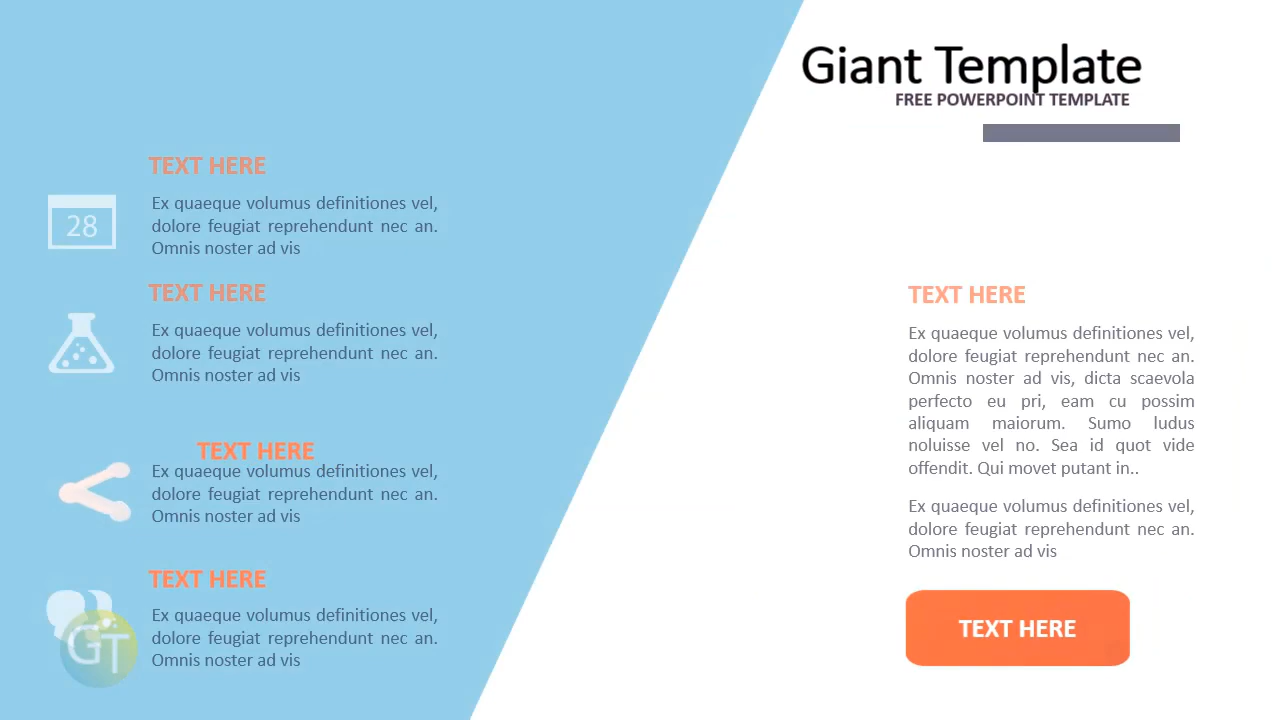 Giant Template
FREE POWERPOINT TEMPLATE
TEXT HERE
28
Ex quaeque volumus definitiones vel,
dolore feugiat reprehendunt nec an.
Omnis noster ad vis
TEXT HERE
Ex quaeque volumus definitiones vel,
dolore feugiat reprehendunt nec an.
Omnis noster ad vis
TEXT HERE
Ex quaeque volumus definitiones vel,
dolore feugiat reprehendunt nec an.
Omnis noster ad vis
TEXT HERE
Ex quaeque volumus definitiones vel,
dolore feugiat reprehendunt nec an.
Omnis noster ad vis
GT
TEXT HERE
Ex quaeque volumus definitiones vel,
dolore feugiat reprehendunt nec an.
Omnis noster ad vis, dicta scaevola
perfecto eu pri, eam cu possim
aliquam maiorum. Sumo ludus
noluisse vel no. Sea id quot vide
offendit. Qui movet putant in..
Ex quaeque volumus definitiones vel,
dolore feugiat reprehendunt nec an.
Omnis noster ad vis
TEXT HERE